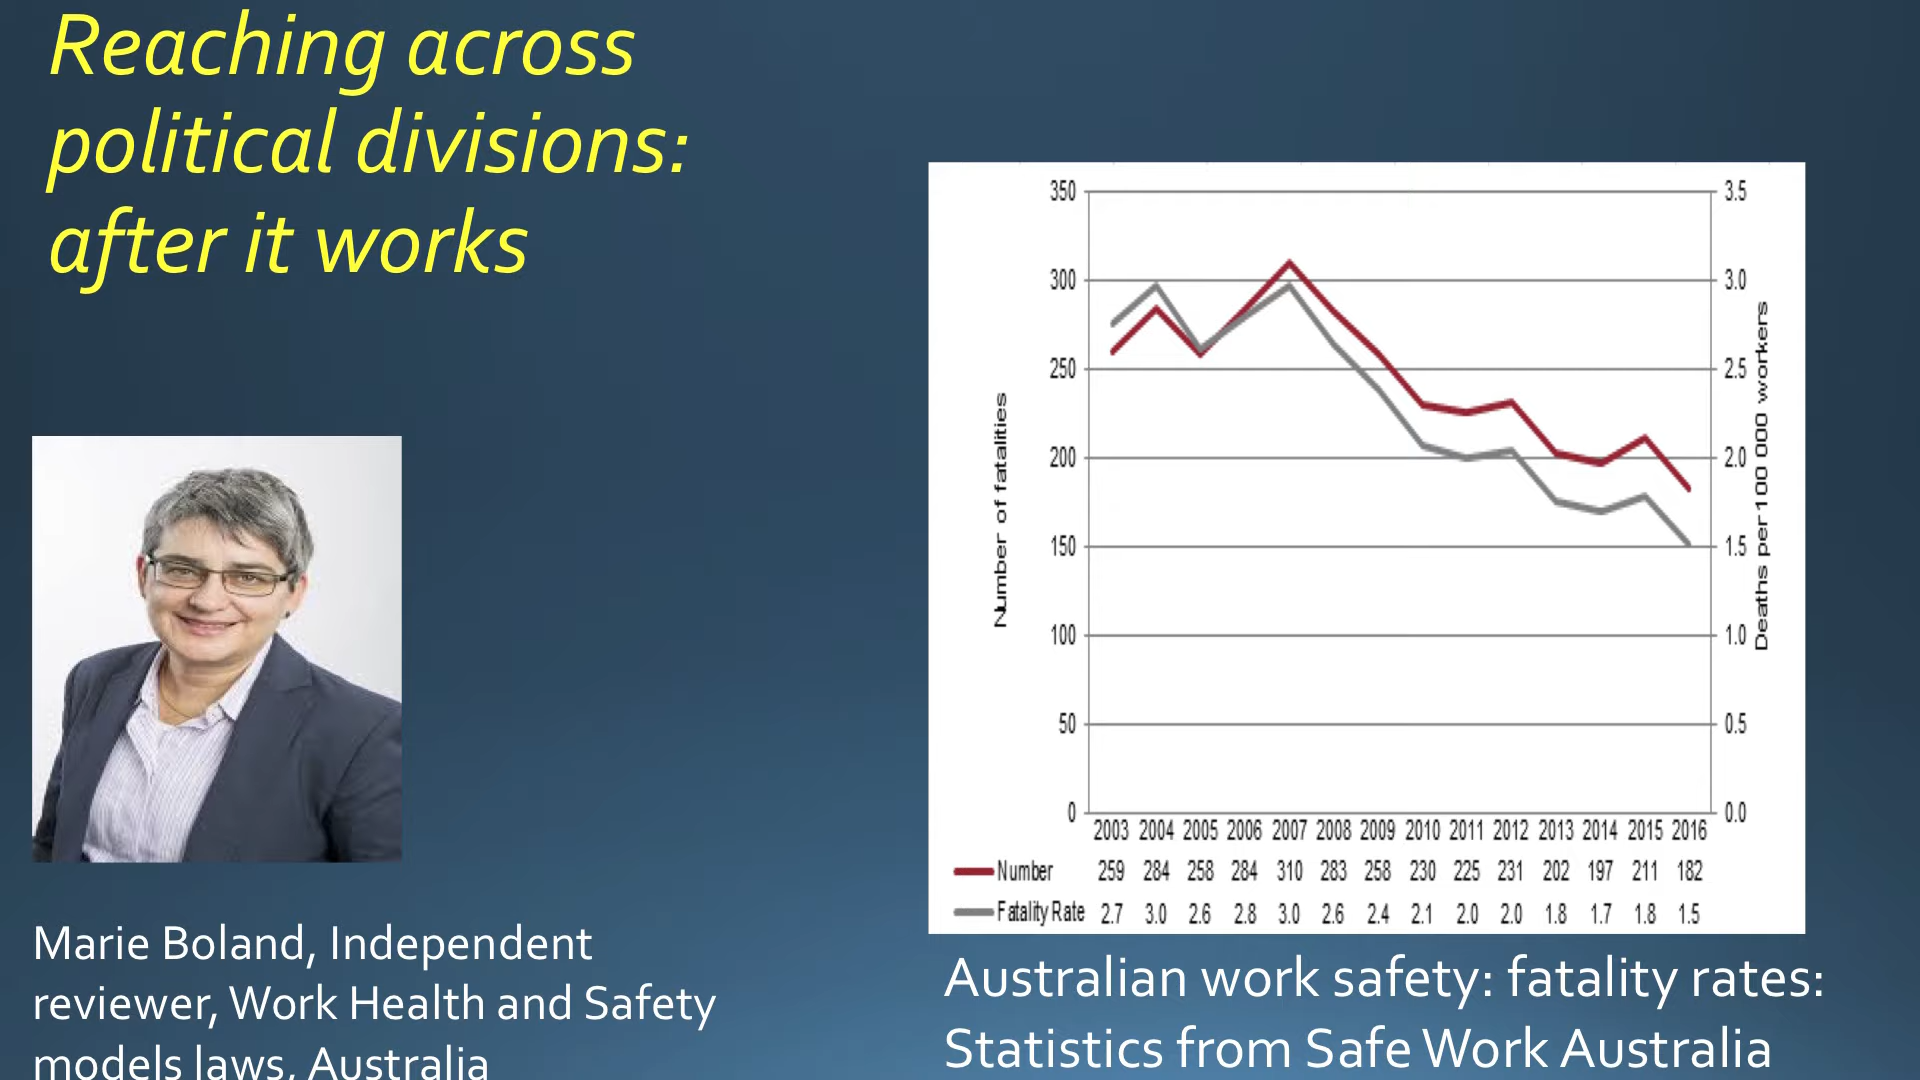 Reaching across
political divisions:
after it works
Marie Boland, Independent
reviewer, Work Health and Safety
models laws, Australia
350
300
250
200
150
100
50
0
Number of fatalities
3.5
3.0
2.5
2.0
1.5
1.0
0.5
0.0
Deaths per 100 000 workers
2003 2004 2005 2006 2007 2008 2009 2010 2011 2012 2013 2014 2015 2016
Number 259 284 258 284 310 283 258 230 225 231 202 197 211 182
Fatality Rate 2.7 3.0 2.6 2.8 3.0 2.6 2.4 2.1 2.0 2.0 1.8 1.7 1.8 1.5
Australian work safety: fatality rates:
Statistics from Safe Work Australia